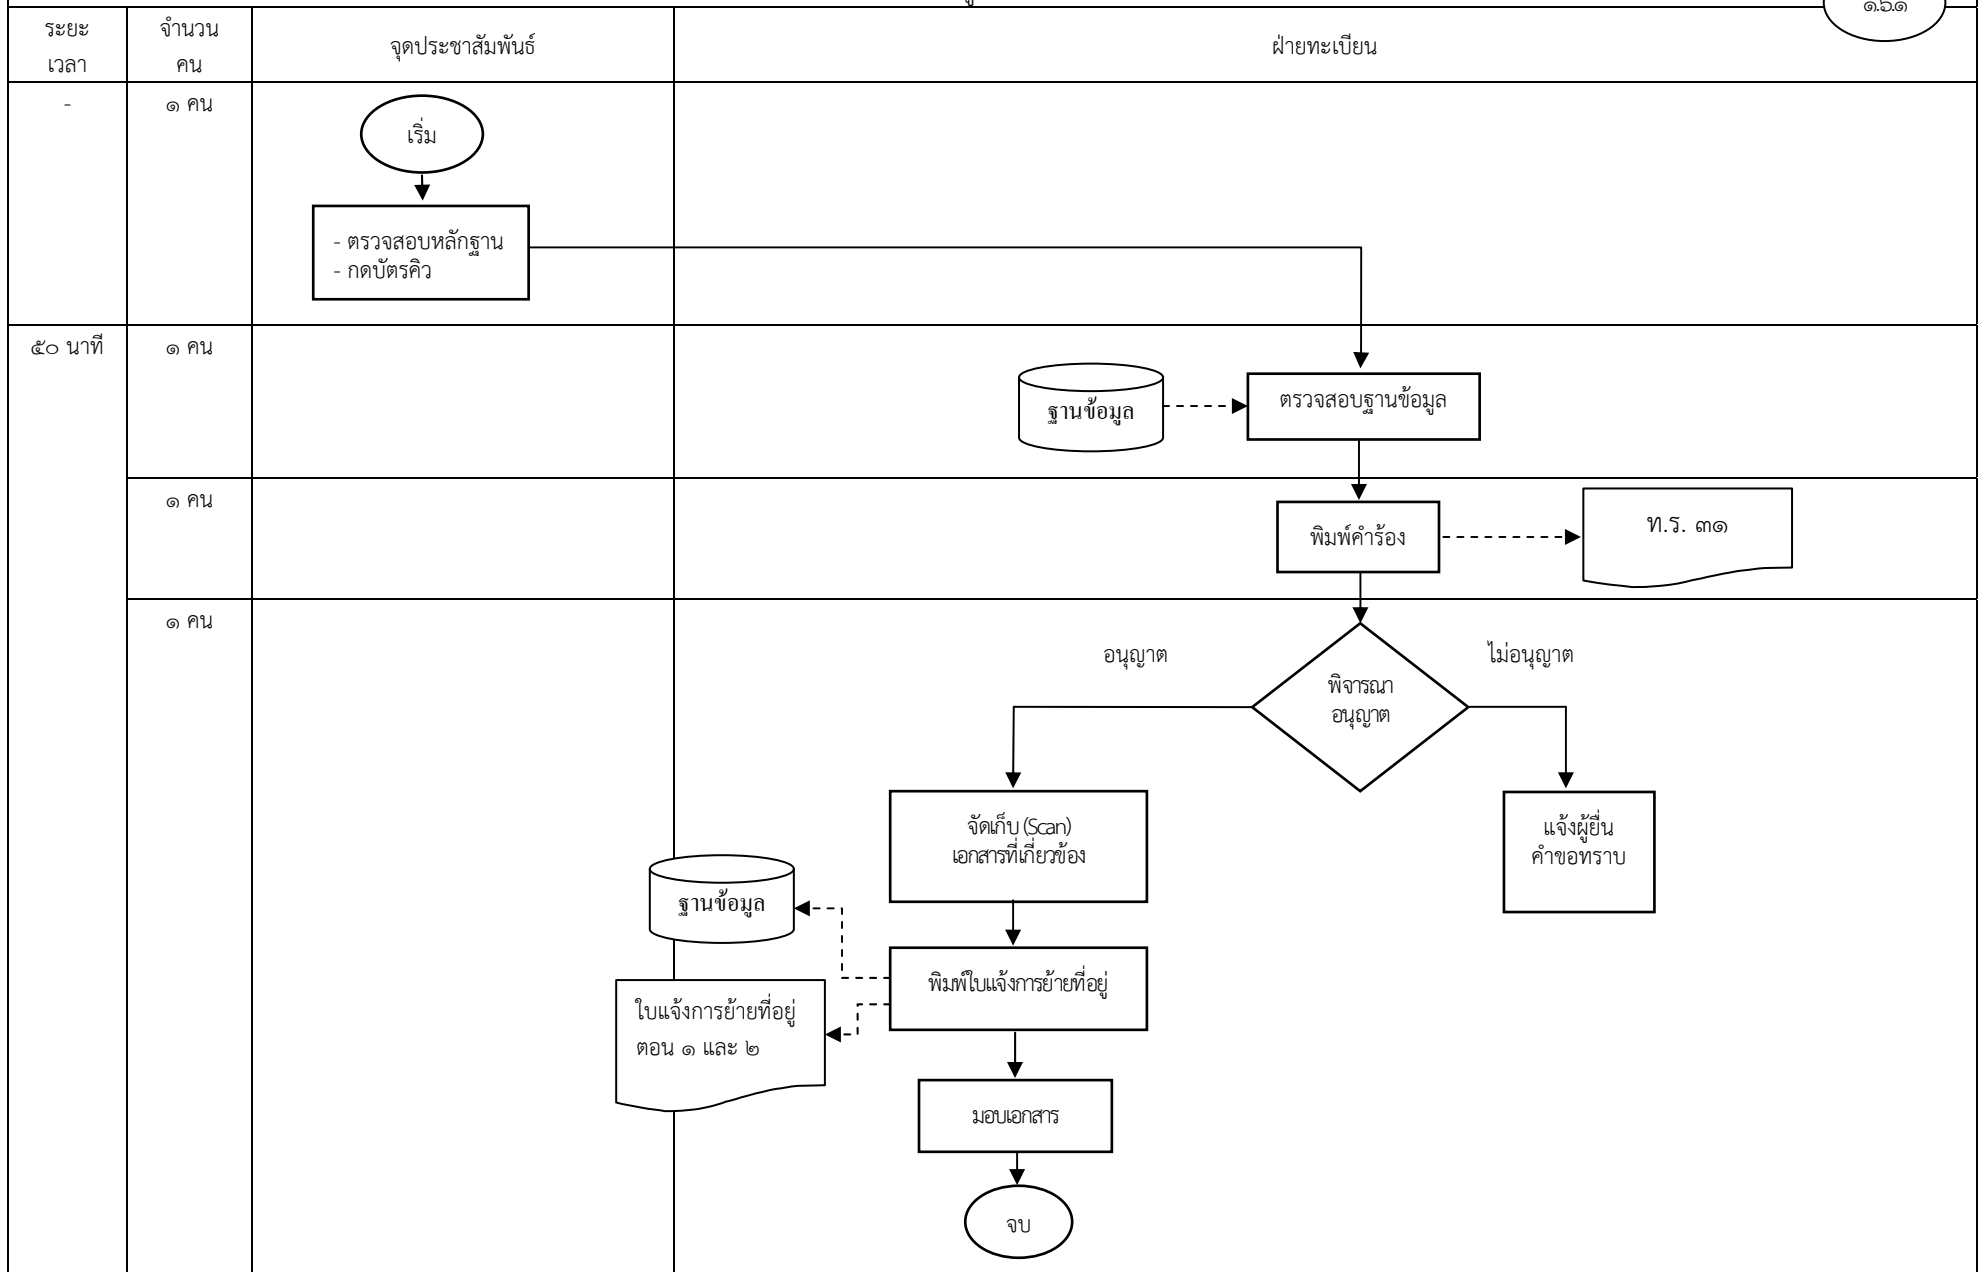 ๑.๖.๑
ระยะ
เวลา
จำนวน
คน
จุดประชาสัมพันธ์
ฝ่ายทะเบียน
-
๑ คน
เริ่ม
- ตรวจสอบหลักฐาน
- กดบัตรคิว
๕๐ นาที
๑ คน
ฐานข้อมูล
ตรวจสอบฐานข้อมูล
๑ คน
พิมพ์คำร้อง
ท.ร. ๓๑
๑ คน
อนุญาต
ไม่อนุญาต
พิจารณา
อนุญาต
จัดเก็บ (Scan)
เอกสารที่เกี่ยวข้อง
แจ้งผู้ยื่น
คำขอทราบ
ฐานข้อมูล
พิมพ์ใบแจ้งการย้ายที่อยู่
ใบแจ้งการย้ายที่อยู่
ตอน ๑ และ ๒
มอบเอกสาร
จบ